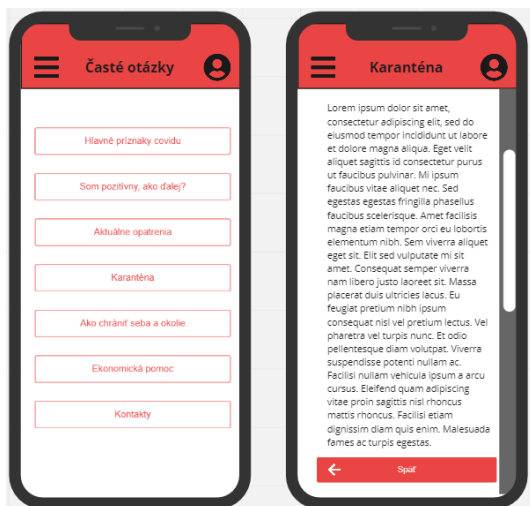 Časté otázky
Hlavné príznaky covidu
Som pozitívny, ako ďalej?
Aktuálne opatrenia
Karanténa
Ako chrániť seba a okolie
Ekonomická pomoc
Kontakty
Karanténa
Lorem ipsum dolor sit amet,
consectetur adipiscing elit, sed do
eiusmod tempor incididunt ut labore
et dolore magna aliqua. Eget velit
aliquet sagittis id consectetur purus
ut faucibus pulvinar. Mi ipsum
faucibus vitae aliquet nec. Sed
egestas egestas fringilla phasellus
faucibus scelerisque. Amet facilisis
magna etiam tempor orci eu lobortis
elementum nibh. Sem viverra aliquet
eget sit. Elit sed vulputate mi sit
amet. Consequat semper viverra
nam libero justo laoreet sit. Massa
placerat duis ultricies lacus. Eu
feugiat pretium nibh ipsum
consequat nisl vel pretium lectus. Vel
pharetra vel turpis nunc. Et odio
pellentesque diam volutpat. Viverra
suspendisse potenti nullam ac.
Facilisi nullam vehicula ipsum a arcu
cursus. Eleifend quam adipiscing
vitae proin sagittis nisl rhoncus
mattis rhoncus. Facilisi etiam
dignissim diam quis enim. Malesuada
fames ac turpis egestas.
Späť